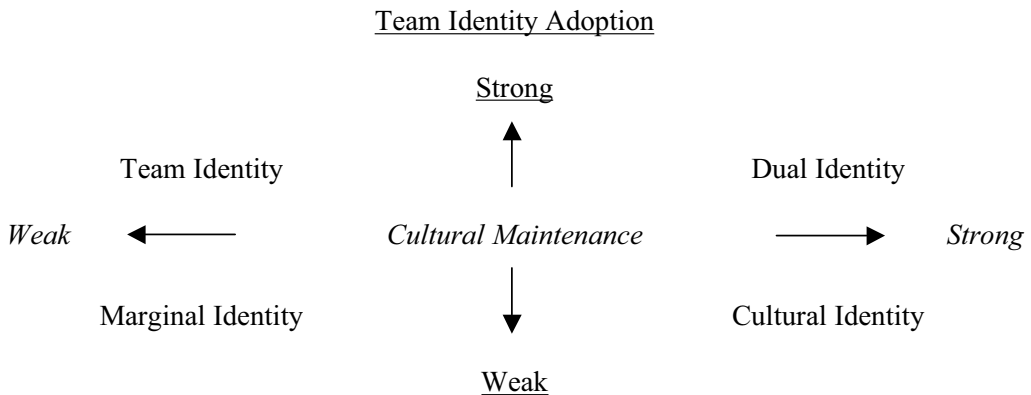 Team Identity Adoption
Strong
Team Identity Dual Identity
Weak Cultural Maintenance Strong
Marginal Identity Cultural Identity
Weak